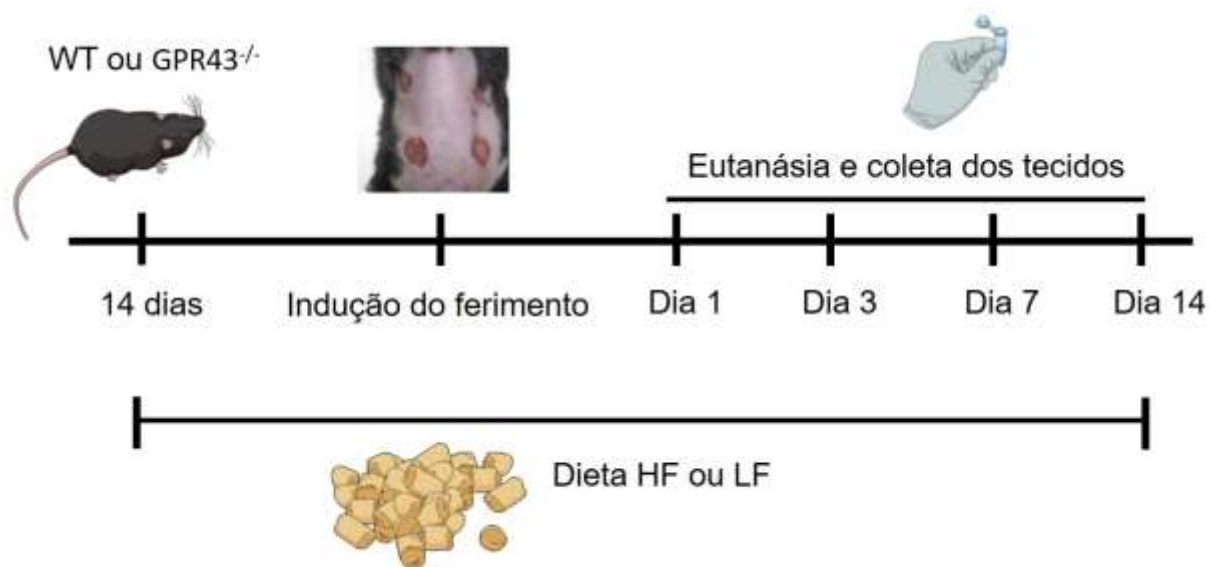 WT ou GPR43-/-
Eutanásia e coleta dos tecidos
14 dias
Indução do ferimento
Dia 1
Dia 3
Dia 7
Dia 14
Dieta HF ou LF